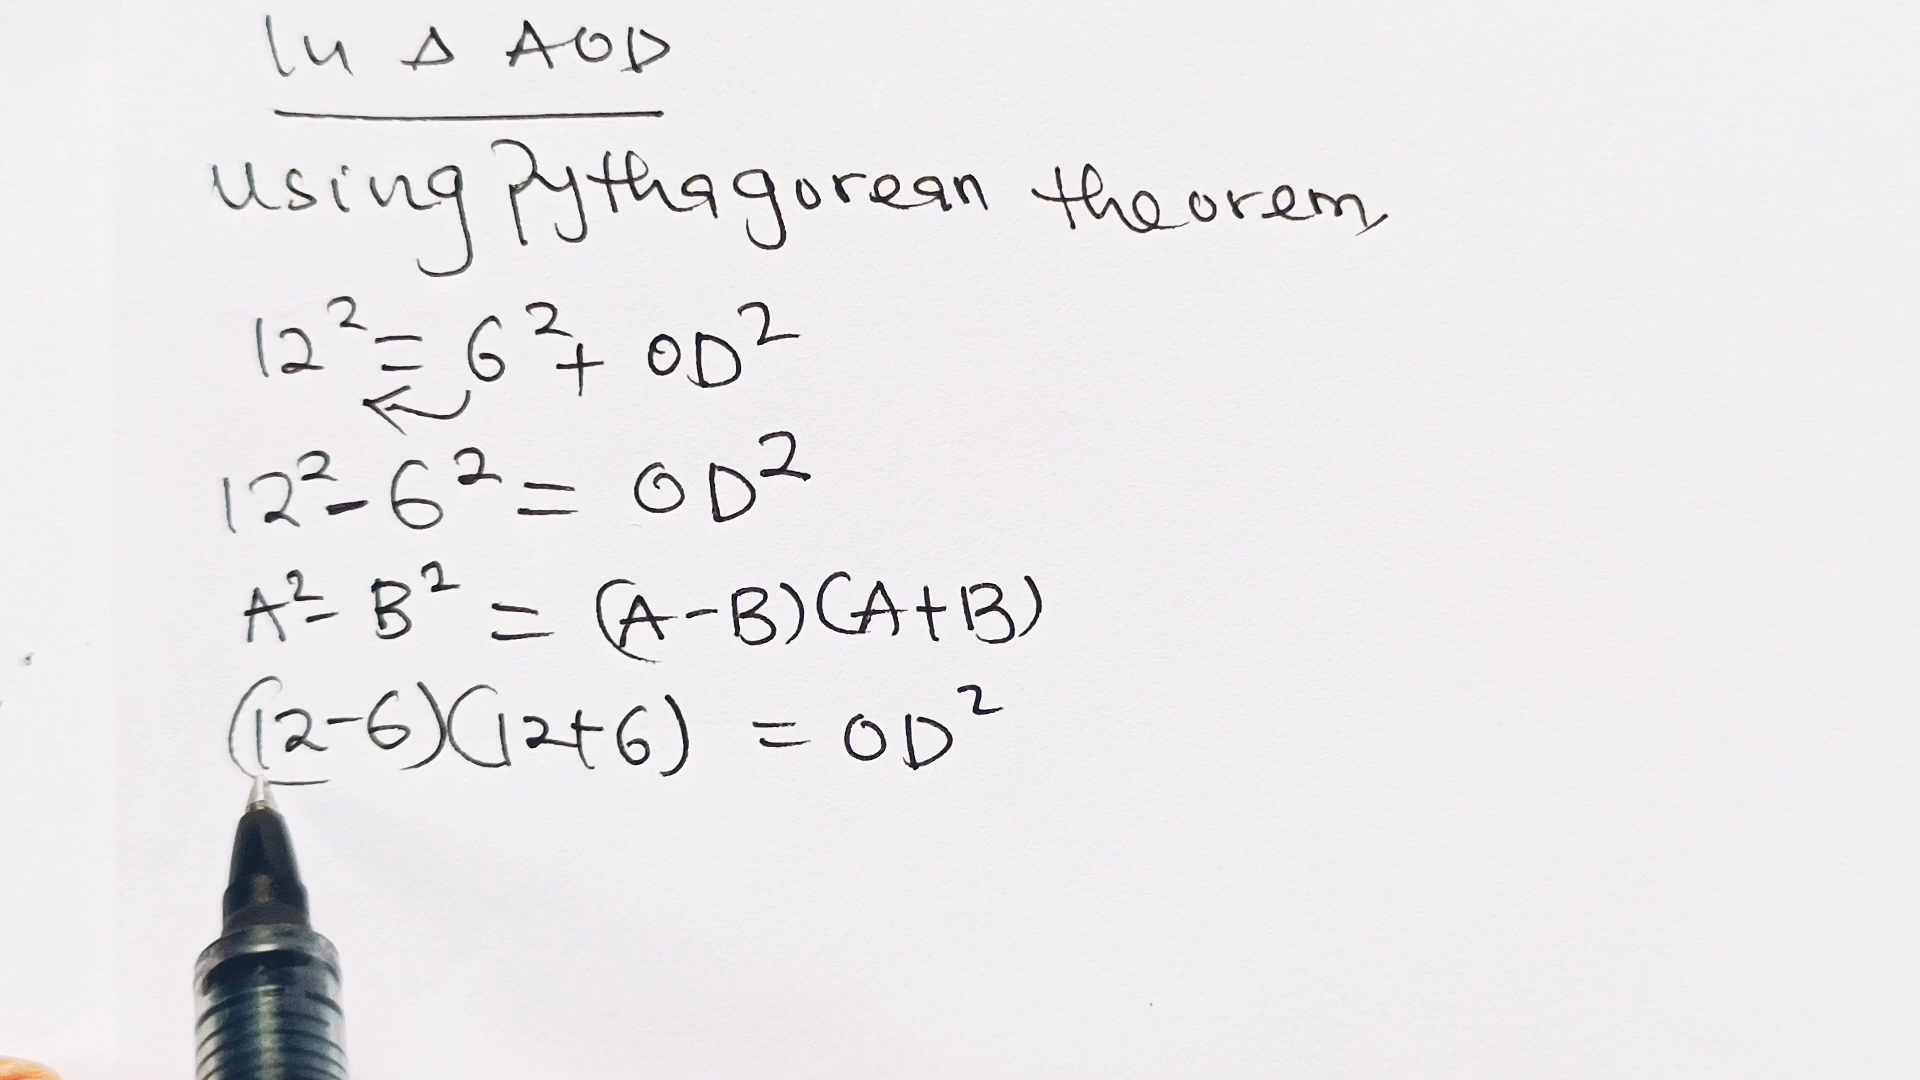 In Δ AOD
using Pythagorean theorem,
12² = 6² + OD²
12² - 6² = OD²
A² - B² = (A-B)(A+B)
(12-6)(12+6) = OD²